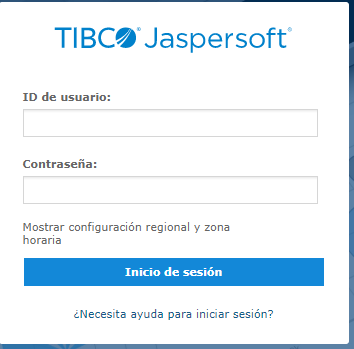 TIBCO® Jaspersoft®
ID de usuario:
Contraseña:
Mostrar configuración regional y zona
horaria
Inicio de sesión
¿Necesita ayuda para iniciar sesión?